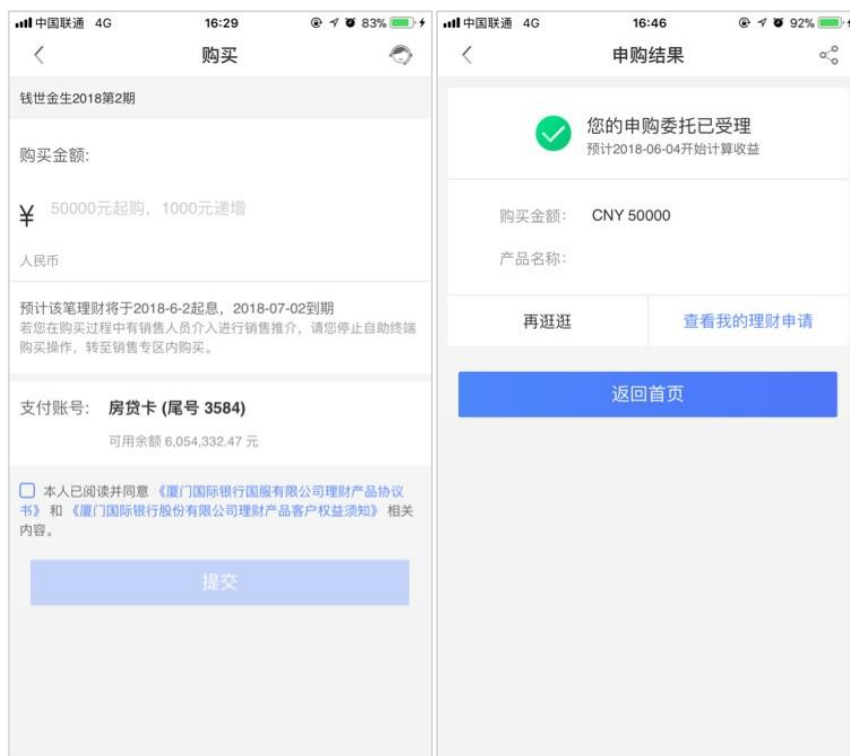 中国联通 4G 16:29 83%
购买
钱世金生2018第2期
购买金额:
¥ 50000元起购，1000元递增
人民币
预计该笔理财将于2018-6-2起息，2018-07-02到期
若您在购买过程中有销售人员介入进行销售推介，请您停止自助终端
购买操作，转至销售专区内购买。
支付账号: 房贷卡 (尾号 3584)
可用余额 6,054,332.47 元
本人已阅读并同意 《厦门国际银行国服有限公司理财产品协议
书》 和 《厦门国际银行股份有限公司理财产品客户权益须知》 相关
内容。
提交
中国联通 4G 16:46 92%
申购结果
您的申购委托已受理
预计2018-06-04开始计算收益
购买金额: CNY 50000
产品名称:
再逛逛 查看我的理财申请
返回首页